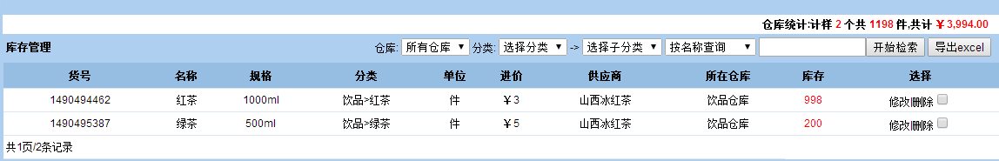 仓库统计:计样 2 个共 1198 件,共计 ￥3,994.00
库存管理 仓库: 所有仓库 分类: 选择分类 -> 选择子分类 按名称查询 开始检索 导出excel
货号 名称 规格 分类 单位 进价 供应商 所在仓库 库存 选择
1490494462 红茶 1000ml 饮品>红茶 件 ￥3 山西冰红茶 饮品仓库 998 修改|删除
1490495387 绿茶 500ml 饮品>绿茶 件 ￥5 山西冰红茶 饮品仓库 200 修改|删除
共1页/2条记录